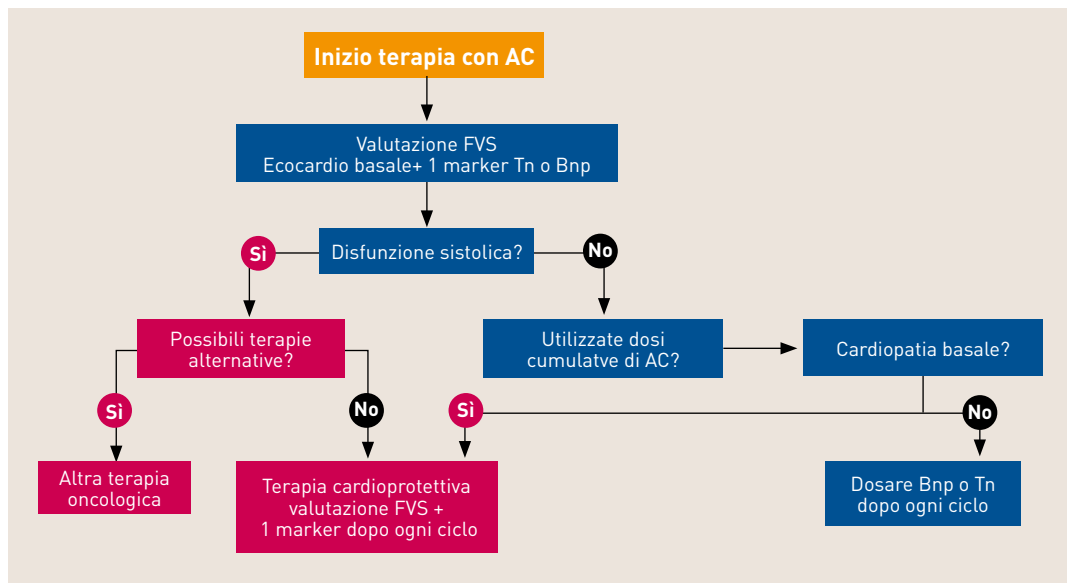 Inizio terapia con AC
Valutazione FVS
Ecocardio basale+ 1 marker Tn o Bnp
Disfunzione sistolica?
Sì
No
Possibili terapie
alternative?
Utilizzate dosi
cumulatve di AC?
Cardiopatia basale?
Sì
No
Sì
No
Altra terapia
oncologica
Terapia cardioprotettiva
valutazione FVS +
1 marker dopo ogni ciclo
Dosare Bnp o Tn
dopo ogni ciclo